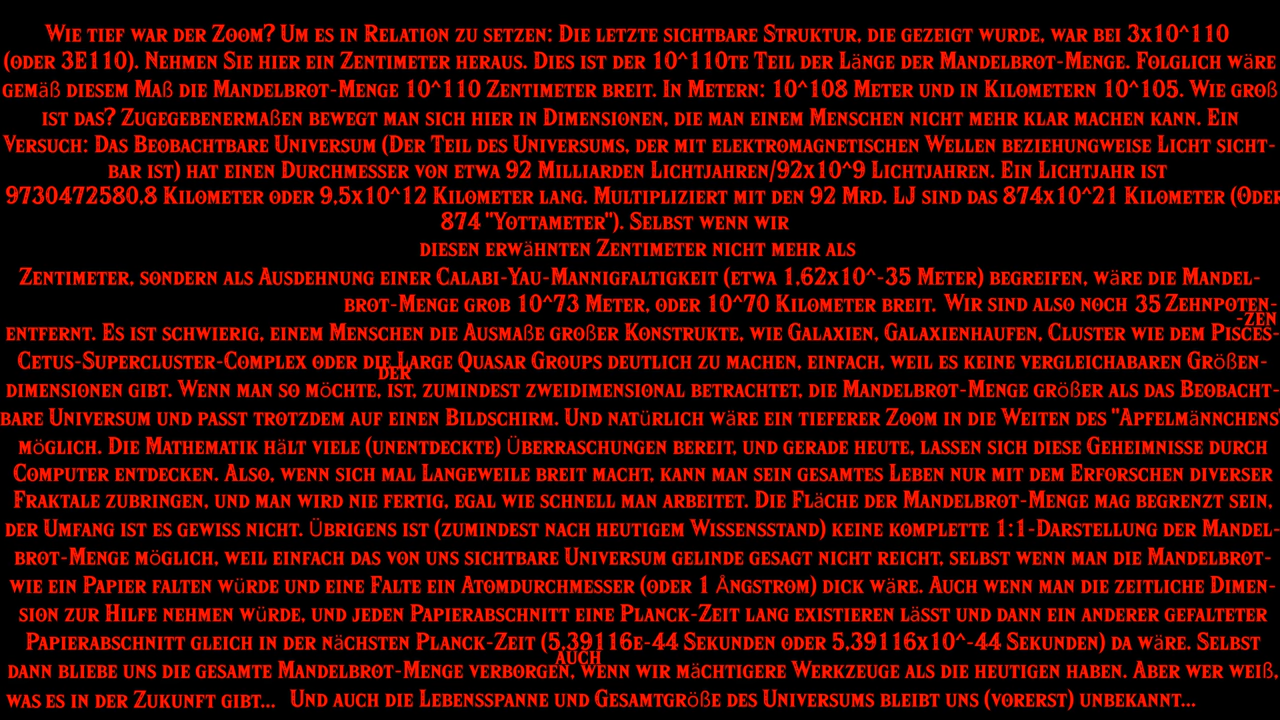 Wie tief war der Zoom? Um es in Relation zu setzen: Die letzte sichtbare Struktur, die gezeigt wurde, war bei 3x10^110
(oder 3E110). Nehmen Sie hier ein Zentimeter heraus. Dies ist der 10^110te Teil der Länge der Mandelbrot-Menge. Folglich wäre
gemäß diesem Maß die Mandelbrot-Menge 10^110 Zentimeter breit. In Metern: 10^108 Meter und in Kilometern 10^105. Wie groß
ist das? Zugegebenermaßen bewegt man sich hier in Dimensionen, die man einem Menschen nicht mehr klar machen kann. Ein
Versuch: Das Beobachtbare Universum (Der Teil des Universums, der mit elektromagnetischen Wellen beziehungweise Licht sicht-
bar ist) hat einen Durchmesser von etwa 92 Milliarden Lichtjahren/92x10^9 Lichtjahren. Ein Lichtjahr ist
9730472580,8 Kilometer oder 9,5x10^12 Kilometer lang. Multipliziert mit den 92 Mrd. LJ sind das 874x10^21 Kilometer (Oder
874 "Yottameter"). Selbst wenn wir
diesen erwähnten Zentimeter nicht mehr als
Zentimeter, sondern als Ausdehnung einer Calabi-Yau-Mannigfaltigkeit (etwa 1,62x10^-35 Meter) begreifen, wäre die Mandel-
brot-Menge grob 10^73 Meter, oder 10^70 Kilometer breit. Wir sind also noch 35 Zehnpoten-
-zen
entfernt. Es ist schwierig, einem Menschen die Ausmaße großer Konstrukte, wie Galaxien, Galaxienhaufen, Cluster wie dem Pisces-
Cetus-Supercluster-Complex oder die Large Quasar Groups deutlich zu machen, einfach, weil es keine vergleichabaren Größen-
der
dimensionen gibt. Wenn man so möchte, ist, zumindest zweidimensional betrachtet, die Mandelbrot-Menge größer als das Beobacht-
bare Universum und passt trotzdem auf einen Bildschirm. Und natürlich wäre ein tieferer Zoom in die Weiten des "Apfelmännchens
möglich. Die Mathematik hält viele (unentdeckte) Überraschungen bereit, und gerade heute, lassen sich diese Geheimnisse durch
Computer entdecken. Also, wenn sich mal Langeweile breit macht, kann man sein gesamtes Leben nur mit dem Erforschen diverser
Fraktale zubringen, und man wird nie fertig, egal wie schnell man arbeitet. Die Fläche der Mandelbrot-Menge mag begrenzt sein,
der Umfang ist es gewiss nicht. Übrigens ist (zumindest nach heutigem Wissensstand) keine komplette 1:1-Darstellung der Mandel-
brot-Menge möglich, weil einfach das von uns sichtbare Universum gelinde gesagt nicht reicht, selbst wenn man die Mandelbrot-
wie ein Papier falten würde und eine Falte ein Atomdurchmesser (oder 1 Ångstrom) dick wäre. Auch wenn man die zeitliche Dimen-
sion zur Hilfe nehmen würde, und jeden Papierabschnitt eine Planck-Zeit lang existieren lässt und dann ein anderer gefalteter
Papierabschnitt gleich in der nächsten Planck-Zeit (5,39116e-44 Sekunden oder 5,39116x10^-44 Sekunden) da wäre. Selbst
auch
dann bliebe uns die gesamte Mandelbrot-Menge verborgen, wenn wir mächtigere Werkzeuge als die heutigen haben. Aber wer weiß,
was es in der Zukunft gibt... Und auch die Lebensspanne und Gesamtgröße des Universums bleibt uns (vorerst) unbekannt...